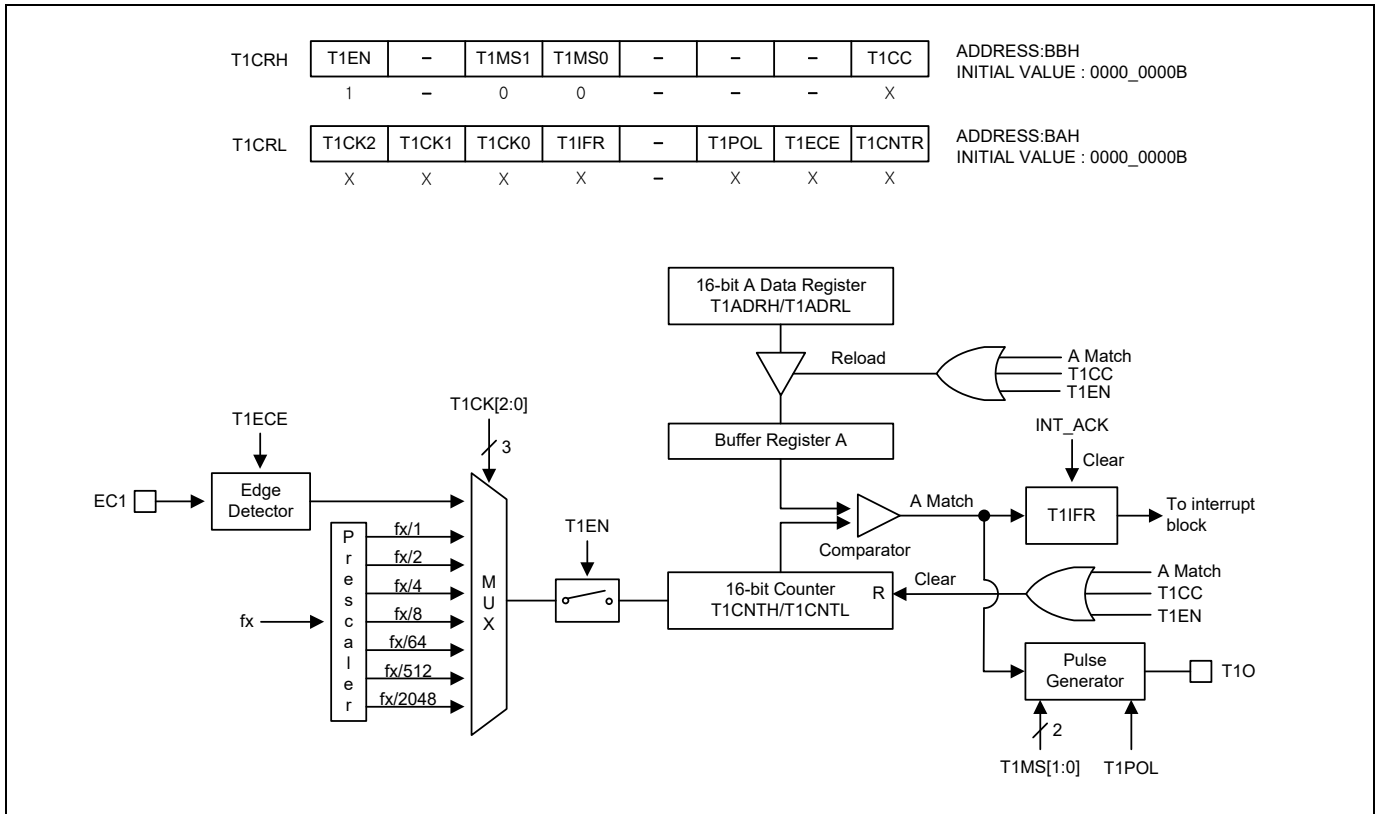 T1CRH T1EN – T1MS1 T1MS0 – – – T1CC ADDRESS:BBH
INITIAL VALUE : 0000_0000B
1 – 0 0 – – – X
T1CRL T1CK2 T1CK1 T1CK0 T1IFR – T1POL T1ECE T1CNTR ADDRESS:BAH
INITIAL VALUE : 0000_0000B
X X X X – X X X
16-bit A Data Register
T1ADRH/T1ADRL
Reload
A Match
T1CC
T1EN
T1ECE
T1CK[2:0]
3
Buffer Register A
INT_ACK
Clear
EC1
Edge
Detector
A Match
T1IFR
To interrupt
block
Comparator
Prescaler
fx/1
fx/2
fx/4
fx/8
fx/64
fx/512
fx/2048
fx
MUX
T1EN
16-bit Counter
T1CNTH/T1CNTL
R
Clear
A Match
T1CC
T1EN
Pulse
Generator
T1O
2
T1MS[1:0]
T1POL